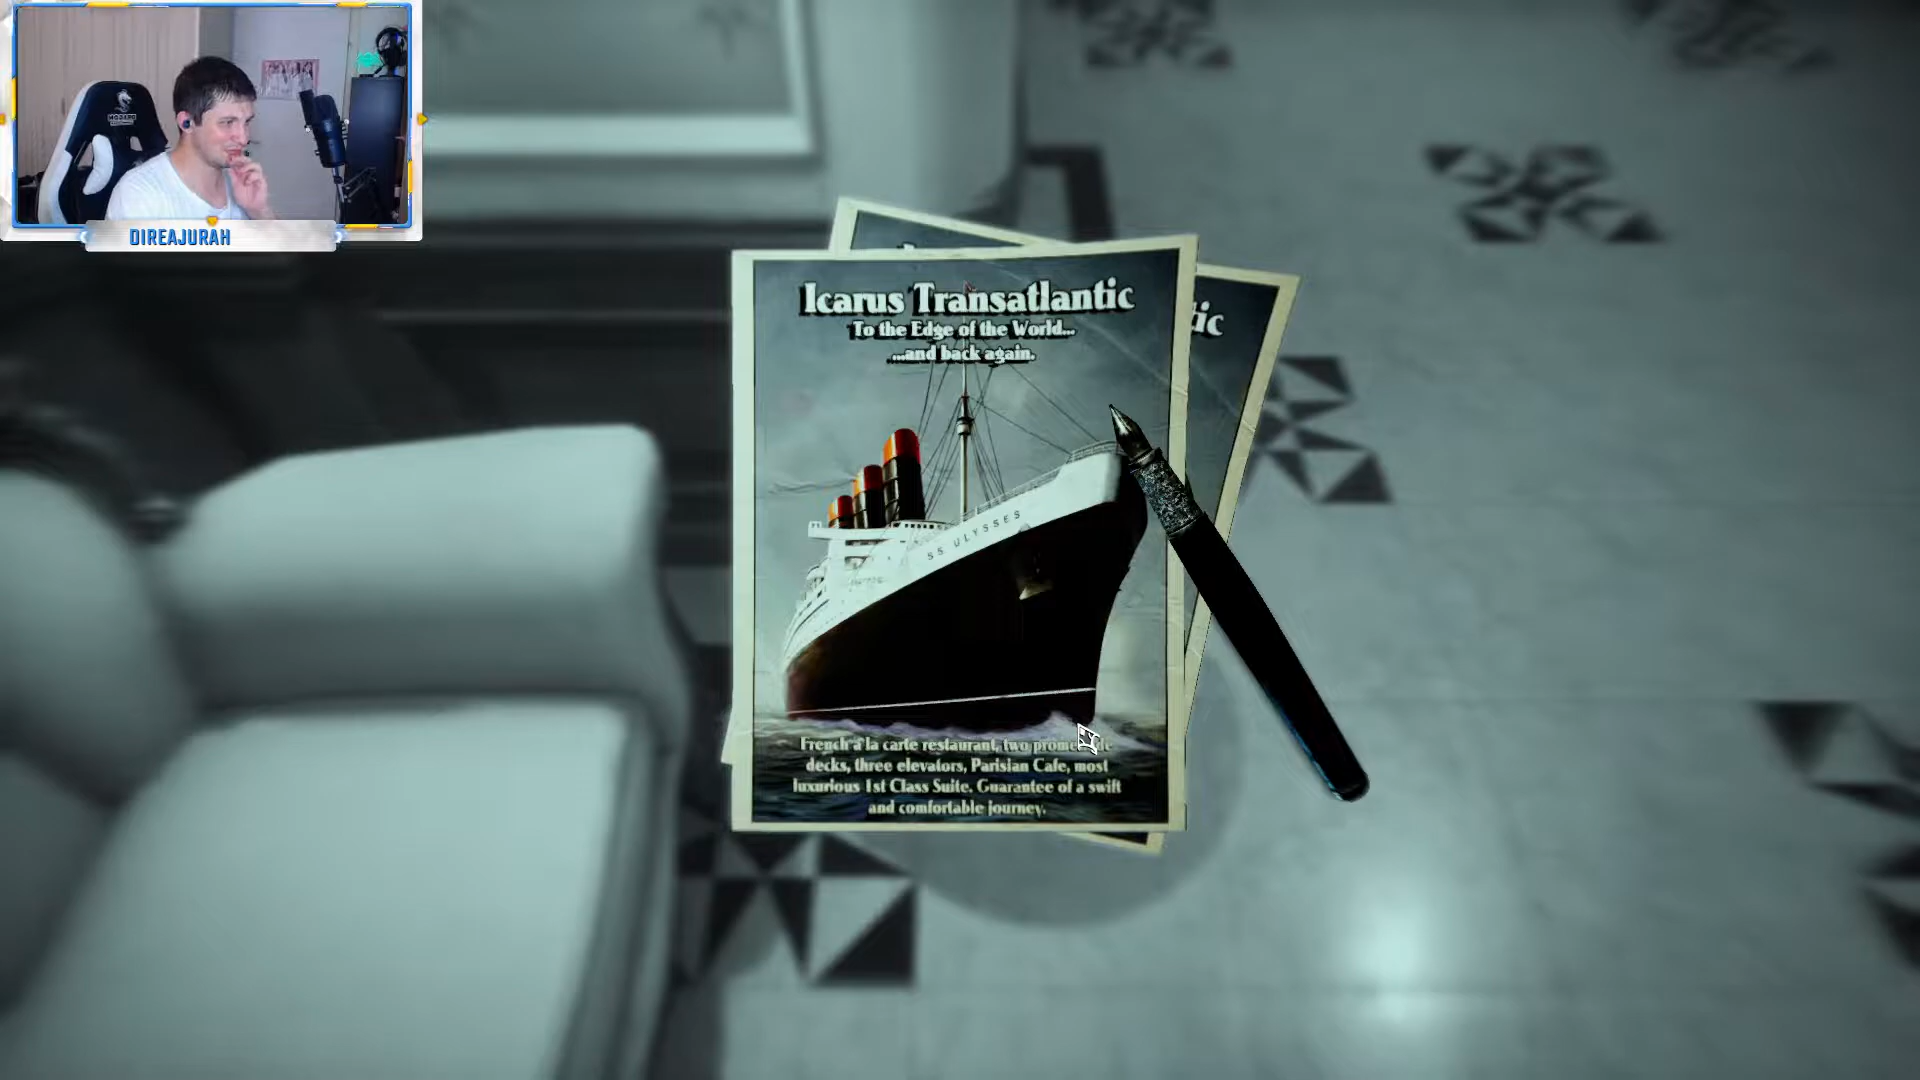 DIREAJURAH
Icarus Transatlantic
To the Edge of the World...
...and back again.
tic
SS ULYSSES
French a la carte restaurant, two
decks, three elevators, Parisian Cafe, most
luxurious 1st Class Suite. Guarantee of a swift
and comfortable journey.